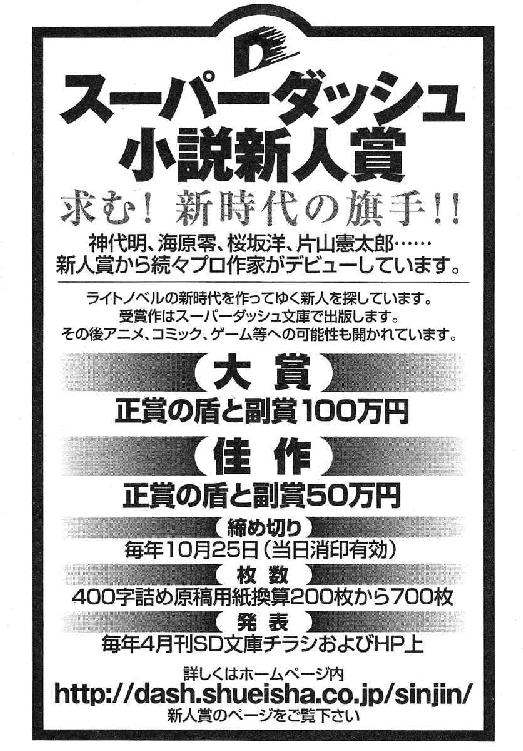 D
スーパーダッシュ
小説新人賞
求む! 新時代の旗手!!
神代明、海原零、桜坂洋、片山憲太郎……
新人賞から続々プロ作家がデビューしています。
ライトノベルの新時代を作ってゆく新人を探しています。
受賞作はスーパーダッシュ文庫で出版します。
その後アニメ、コミック、ゲーム等への可能性も開かれています。
大賞
正賞の盾と副賞100万円
佳作
正賞の盾と副賞50万円
締め切り
毎年10月25日(当日消印有効)
枚数
400字詰め原稿用紙換算200枚から700枚
発表
毎年4月刊SD文庫チラシおよびHP上
詳しくはホームページ内
http://dash.shueisha.co.jp/sinjin/
新人賞のページをご覧下さい